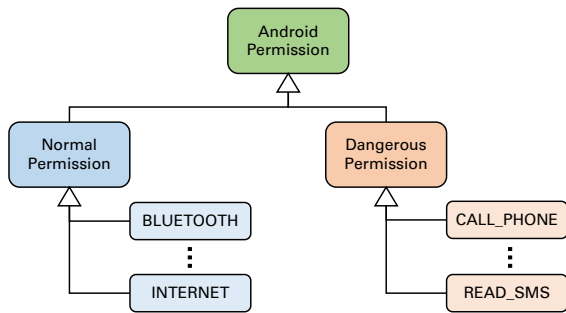 Android
Permission
Normal
Permission
Dangerous
Permission
BLUETOOTH
CALL_PHONE
INTERNET
READ_SMS